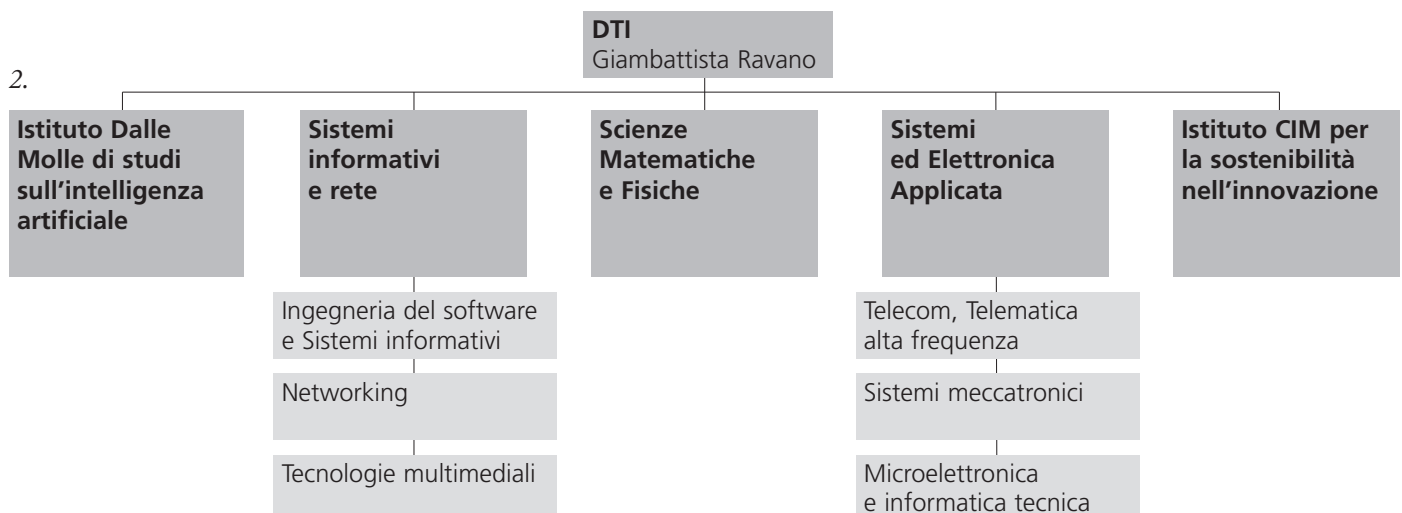 DTI
Giambattista Ravano
2.
Istituto Dalle
Molle di studi
sull'intelligenza
artificiale
Sistemi
informativi
e rete
Scienze
Matematiche
e Fisiche
Sistemi
ed Elettronica
Applicata
Istituto CIM per
la sostenibilità
nell'innovazione
Ingegneria del software
e Sistemi informativi
Networking
Tecnologie multimediali
Telecom, Telematica
alta frequenza
Sistemi meccatronici
Microelettronica
e informatica tecnica